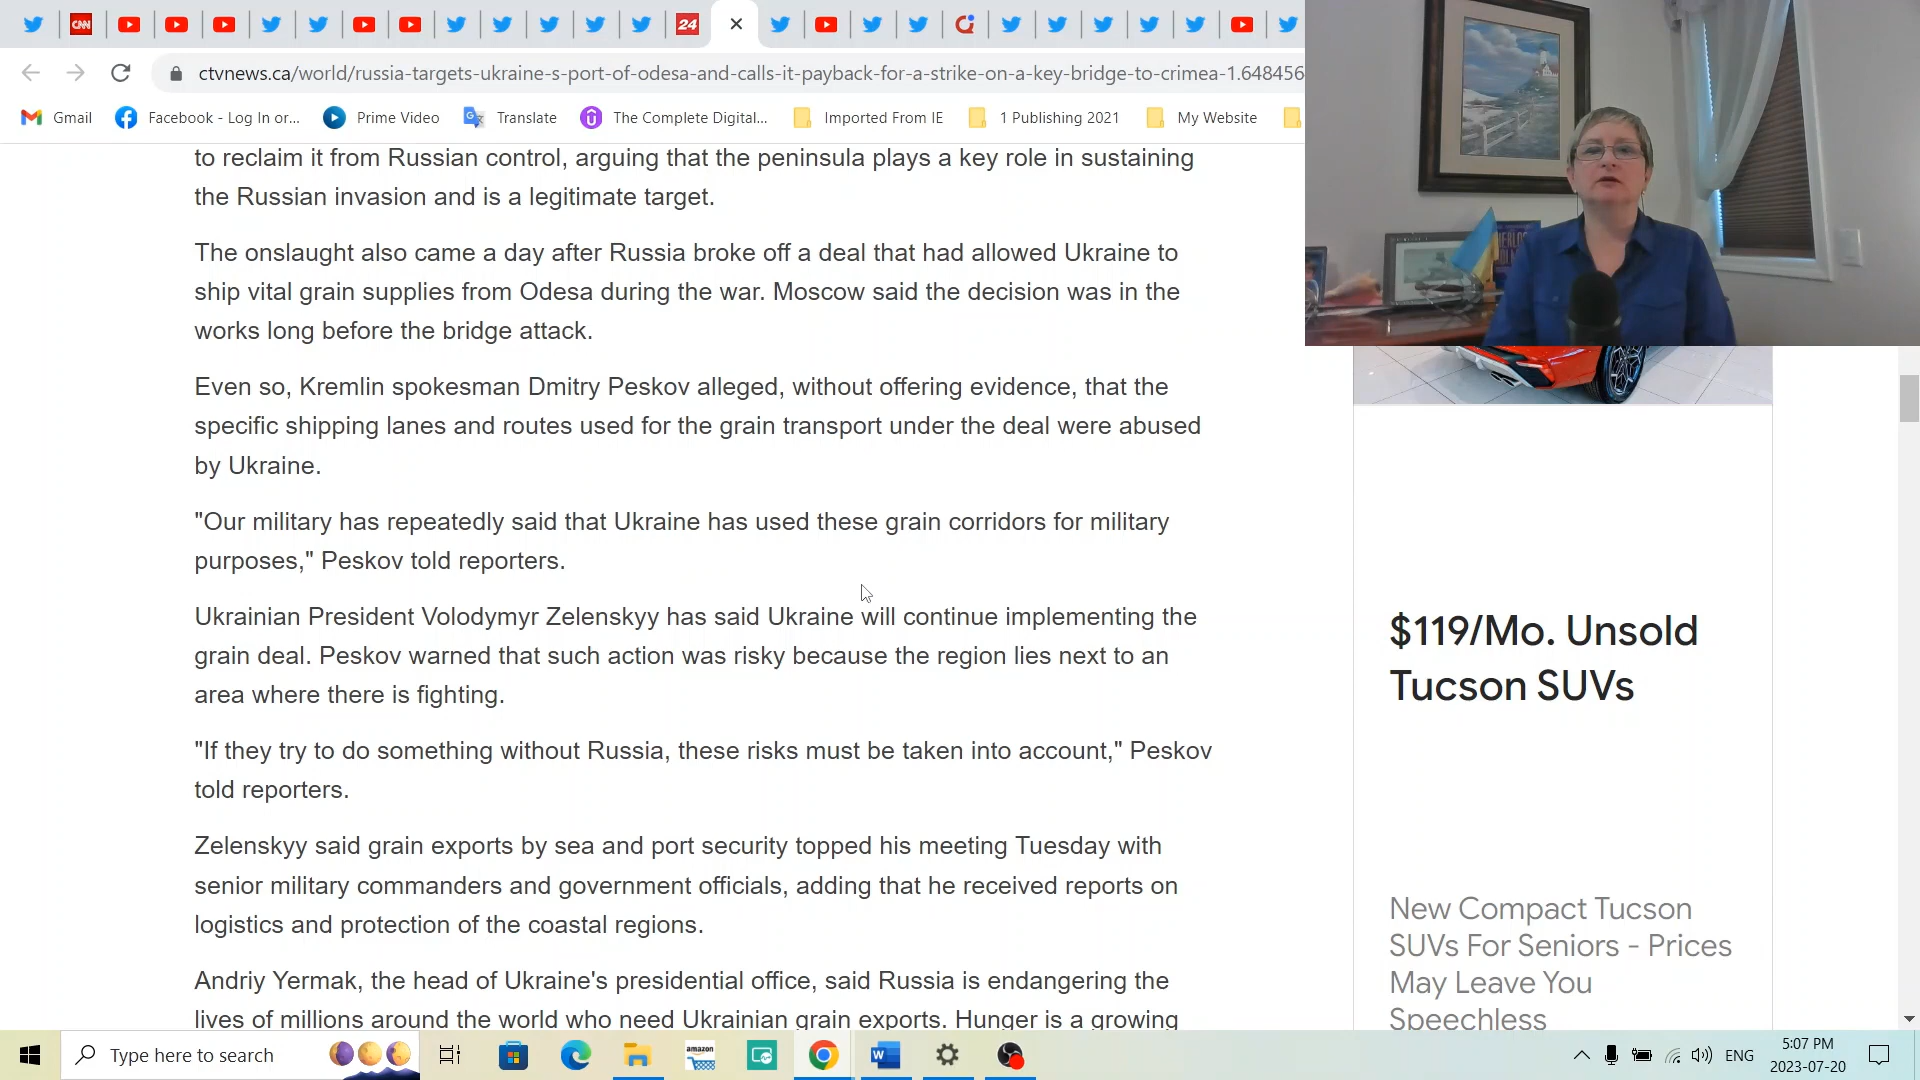 CNN
24
ctvnews.ca/world/russia-targets-ukraine-s-port-of-odesa-and-calls-it-payback-for-a-strike-on-a-key-bridge-to-crimea-1.648456
Gmail
Facebook - Log In or...
Prime Video
Translate
The Complete Digital...
Imported From IE
1 Publishing 2021
My Website
to reclaim it from Russian control, arguing that the peninsula plays a key role in sustaining
the Russian invasion and is a legitimate target.
The onslaught also came a day after Russia broke off a deal that had allowed Ukraine to
ship vital grain supplies from Odesa during the war. Moscow said the decision was in the
works long before the bridge attack.
Even so, Kremlin spokesman Dmitry Peskov alleged, without offering evidence, that the
specific shipping lanes and routes used for the grain transport under the deal were abused
by Ukraine.
"Our military has repeatedly said that Ukraine has used these grain corridors for military
purposes," Peskov told reporters.
Ukrainian President Volodymyr Zelenskyy has said Ukraine will continue implementing the
grain deal. Peskov warned that such action was risky because the region lies next to an
area where there is fighting.
"If they try to do something without Russia, these risks must be taken into account," Peskov
told reporters.
Zelenskyy said grain exports by sea and port security topped his meeting Tuesday with
senior military commanders and government officials, adding that he received reports on
logistics and protection of the coastal regions.
Andriy Yermak, the head of Ukraine's presidential office, said Russia is endangering the
lives of millions around the world who need Ukrainian grain exports. Hunger is a growing
$119/Mo. Unsold
Tucson SUVs
New Compact Tucson
SUVs For Seniors - Prices
May Leave You
Speechless
Type here to search
amazon
ENG
5:07 PM
2023-07-20